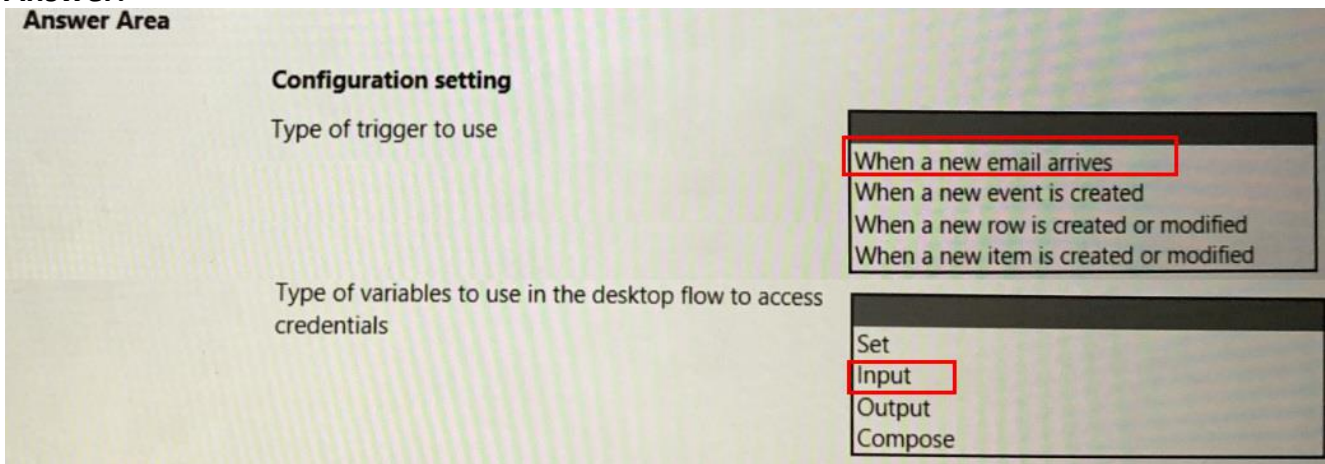 Answer Area
Configuration setting
Type of trigger to use
When a new email arrives
When a new event is created
When a new row is created or modified
When a new item is created or modified
Type of variables to use in the desktop flow to access
credentials
Set
Input
Output
Compose